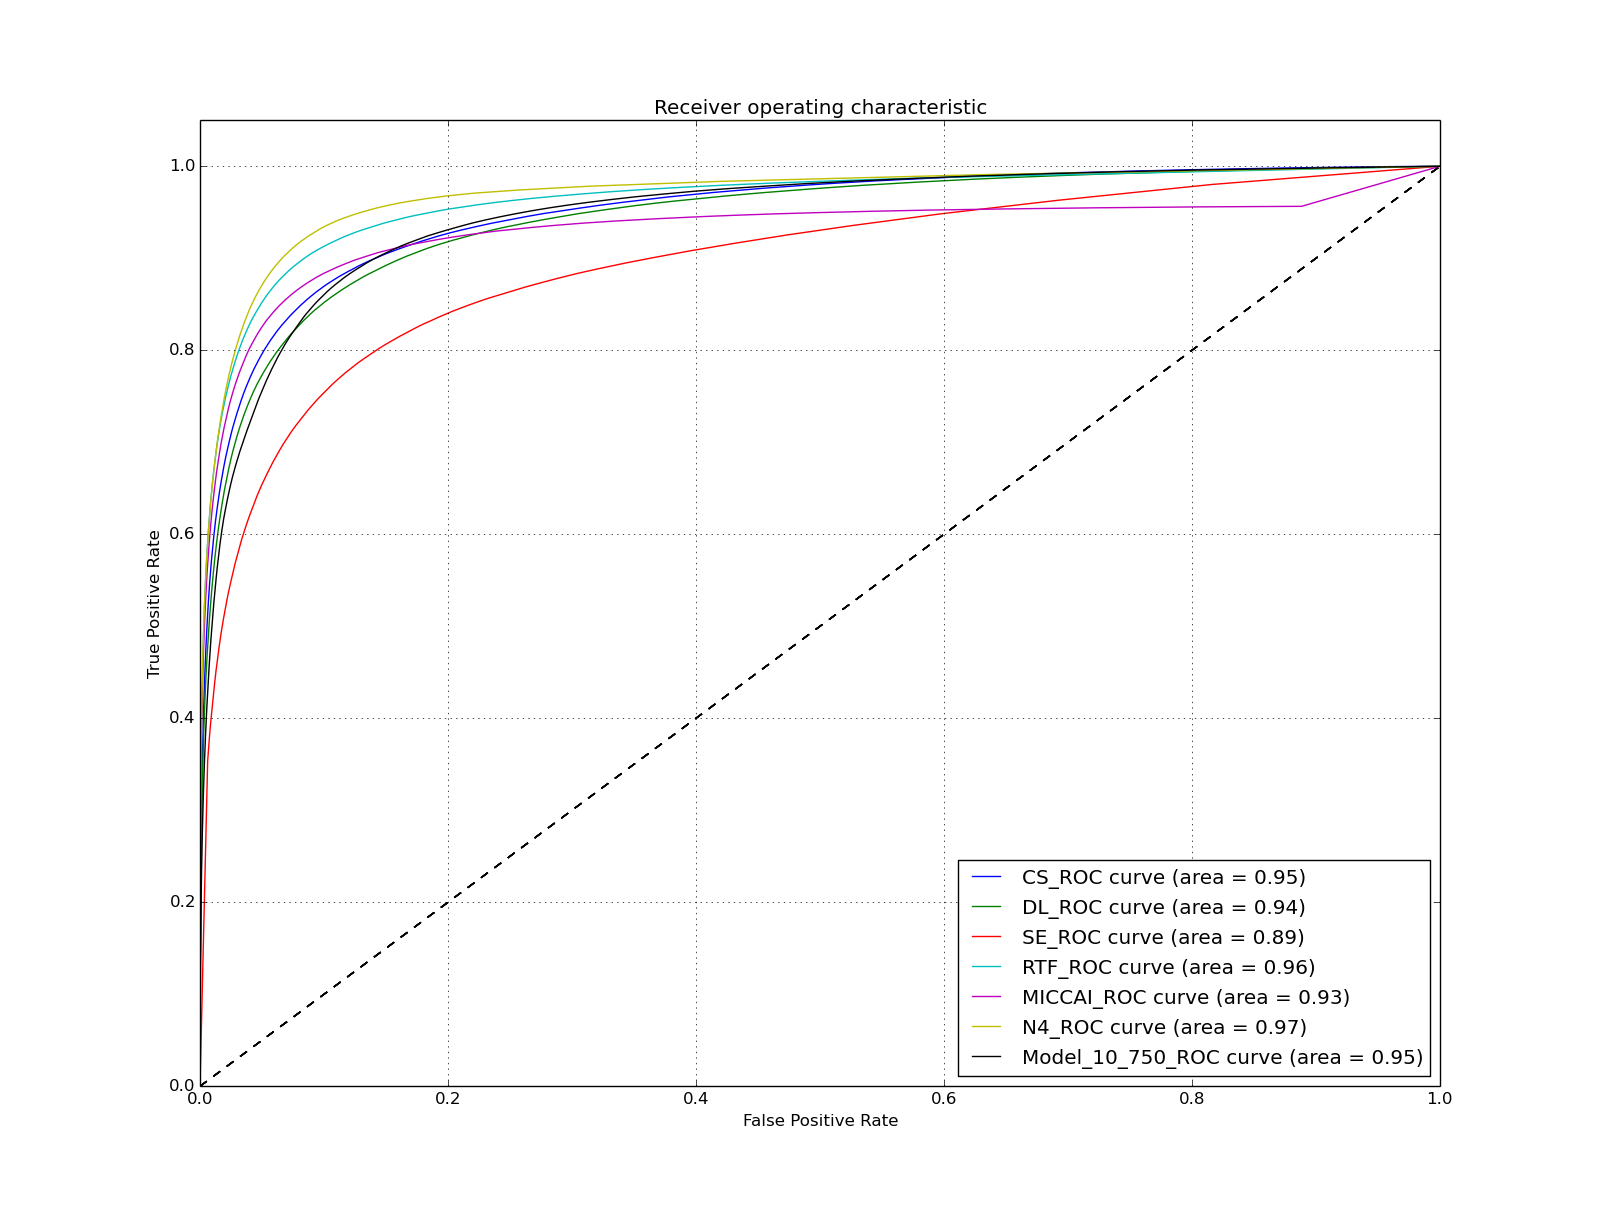 Receiver operating characteristic
1.0
0.8
0.6
0.4
0.2
0.0
True Positive Rate
0.0 0.2 0.4 0.6 0.8 1.0
False Positive Rate
CS_ROC curve (area = 0.95)
DL_ROC curve (area = 0.94)
SE_ROC curve (area = 0.89)
RTF_ROC curve (area = 0.96)
MICCAI_ROC curve (area = 0.93)
N4_ROC curve (area = 0.97)
Model_10_750_ROC curve (area = 0.95)